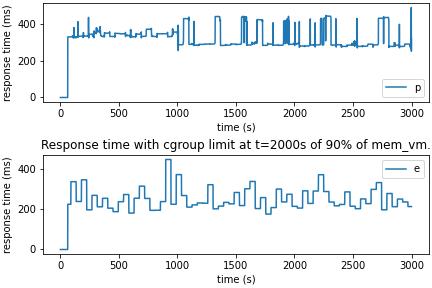 response time (ms)
400
200
0
p
0 500 1000 1500 2000 2500 3000
time (s)
Response time with cgroup limit at t=2000s of 90% of mem_vm.
response time (ms)
400
200
0
e
0 500 1000 1500 2000 2500 3000
time (s)